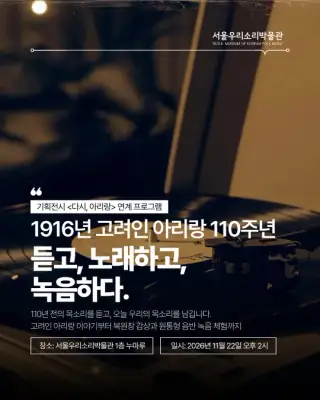 서울우리소리박물관
SEOUL MUSEUM OF KOREAN FOLK MUSIC
기획전시 <다시, 아리랑> 연계 프로그램
1916년 고려인 아리랑 110주년
듣고, 노래하고,
녹음하다.
110년 전의 목소리를 듣고, 오늘 우리의 목소리를 남깁니다.
고려인 아리랑 이야기부터 복원창 감상과 원통형 음반 녹음 체험까지
장소: 서울우리소리박물관 1층 누마루
일시: 2026년 11월 22일 오후 2시